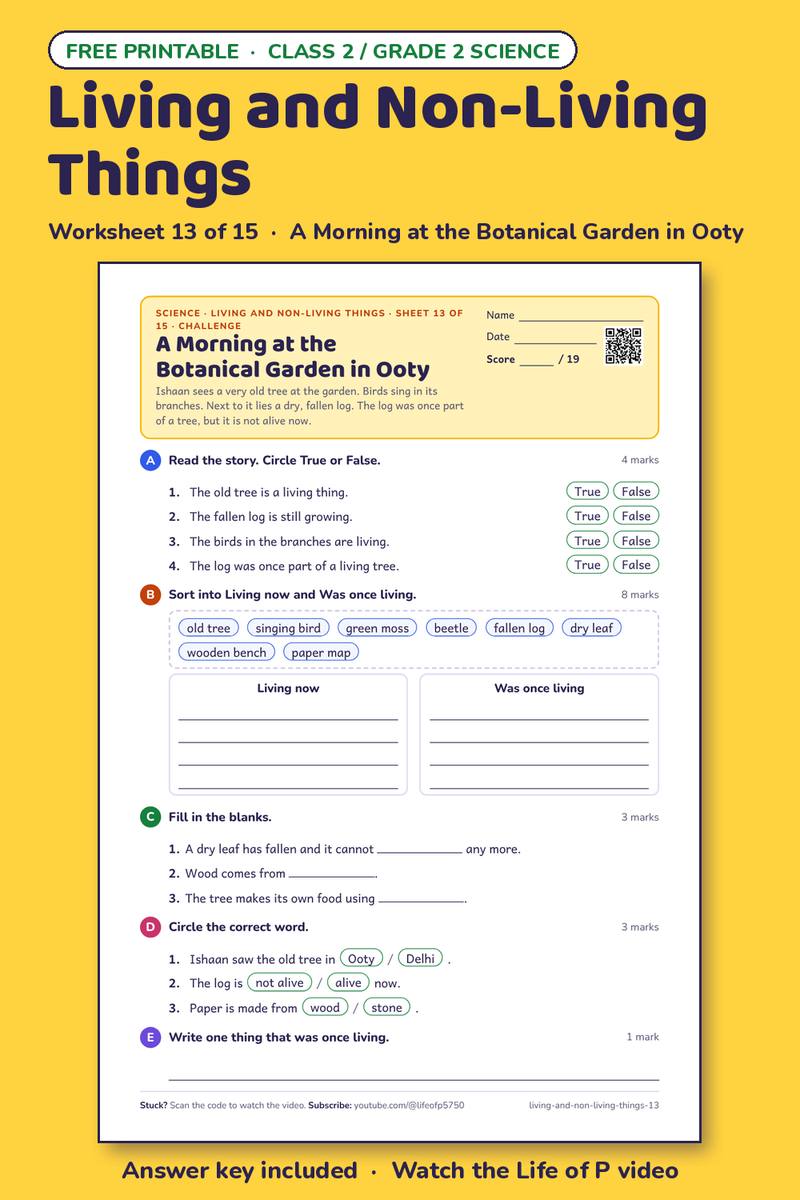 FREE PRINTABLE · CLASS 2 / GRADE 2 SCIENCE
Living and Non-Living
Things
Worksheet 13 of 15 · A Morning at the Botanical Garden in Ooty
SCIENCE · LIVING AND NON-LIVING THINGS · SHEET 13 OF
15 · CHALLENGE
A Morning at the
Botanical Garden in Ooty
Ishaan sees a very old tree at the garden. Birds sing in its
branches. Next to it lies a dry, fallen log. The log was once part
of a tree, but it is not alive now.
Name
Date
Score / 19
A Read the story. Circle True or False. 4 marks
1. The old tree is a living thing. True False
2. The fallen log is still growing. True False
3. The birds in the branches are living. True False
4. The log was once part of a living tree. True False
B Sort into Living now and Was once living. 8 marks
old tree singing bird green moss beetle fallen log dry leaf
wooden bench paper map
Living now Was once living
C Fill in the blanks. 3 marks
1. A dry leaf has fallen and it cannot ____________ any more.
2. Wood comes from ____________.
3. The tree makes its own food using ____________.
D Circle the correct word. 3 marks
1. Ishaan saw the old tree in Ooty / Delhi .
2. The log is not alive / alive now.
3. Paper is made from wood / stone .
E Write one thing that was once living. 1 mark
Stuck? Scan the code to watch the video. Subscribe: youtube.com/@lifeofp5750 living-and-non-living-things-13
Answer key included · Watch the Life of P video